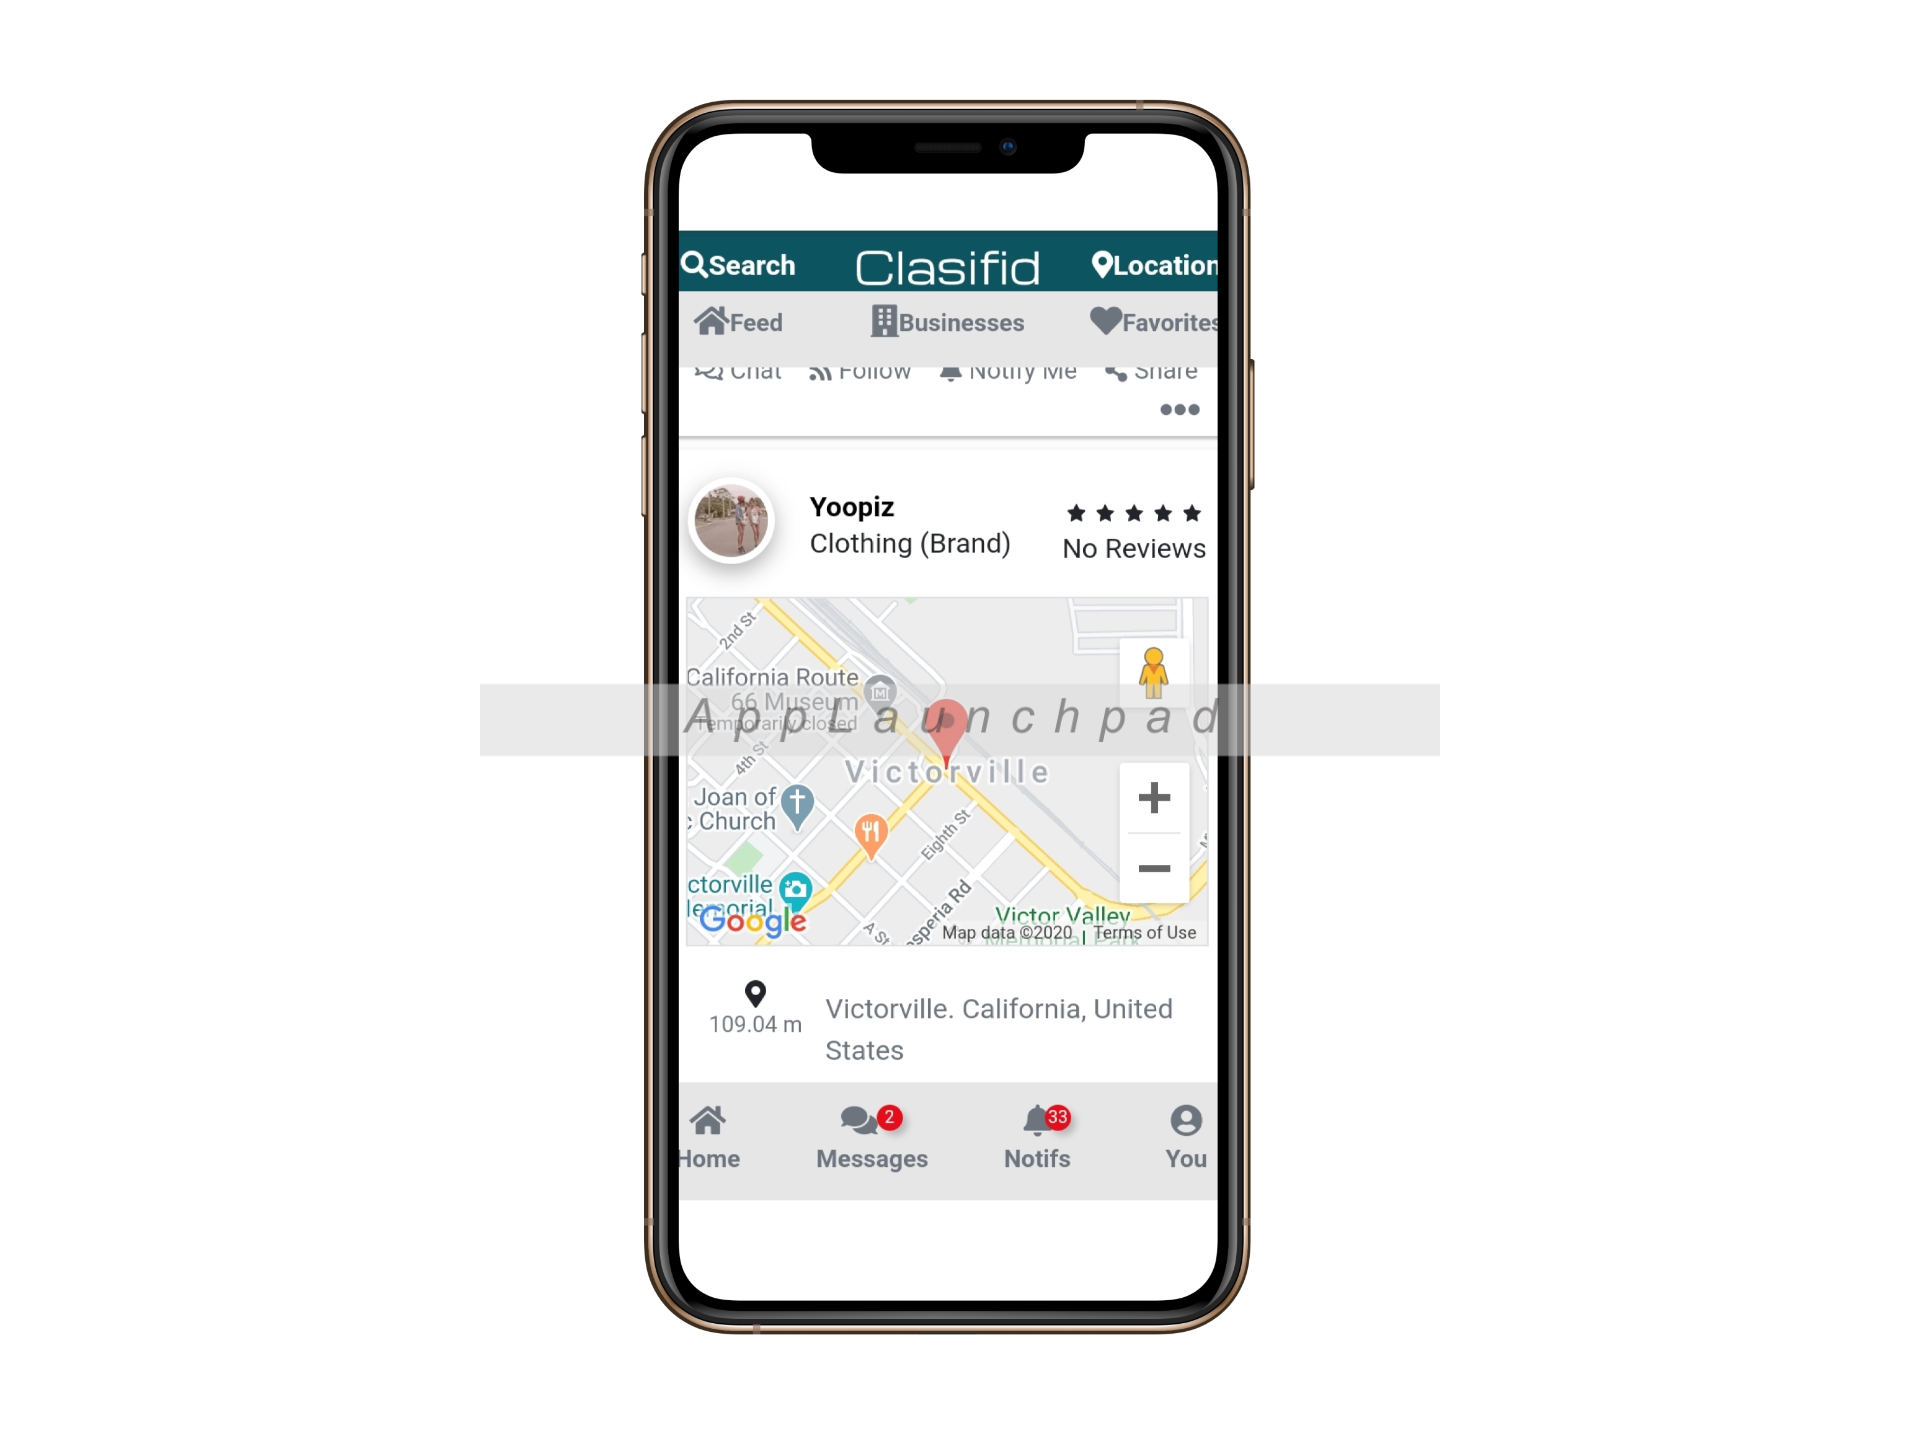 Search Clasifid Location
Feed Businesses Favorites
Chat Follow Notify Me Share
Yoopiz
Clothing (Brand)
No Reviews
2nd St
California Route
66 Museum
Temporarily closed
AppLaunchpad
4th St
Victorville
Joan of
c Church
Eighth St
ctorville
lemorial
Google
A St
speria Rd
Victor Valley
Memorial Park
Map data ©2020 Terms of Use
109.04 m
Victorville. California, United
States
2
33
Home Messages Notifs You